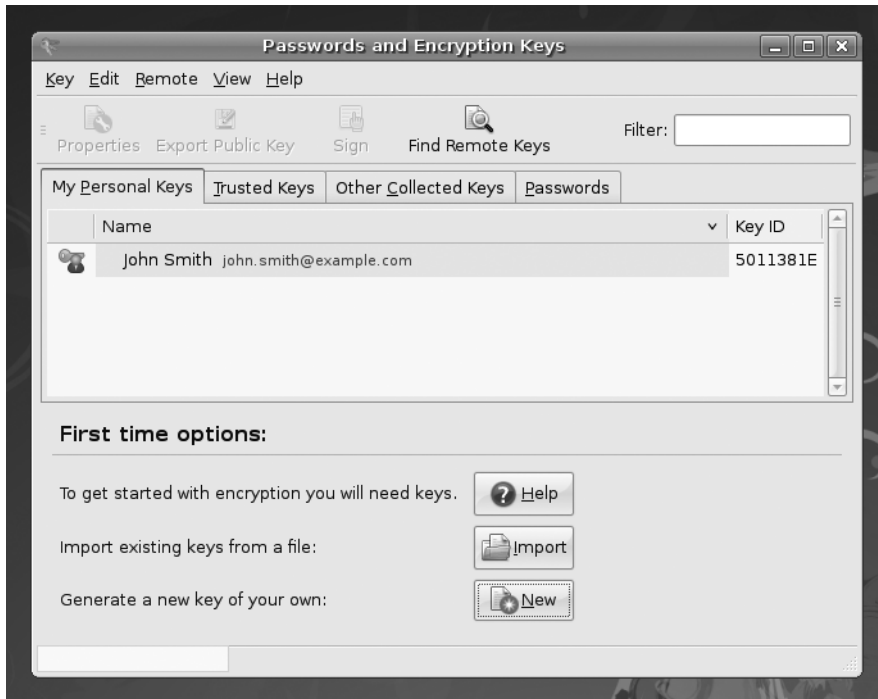 Passwords and Encryption Keys
Key Edit Remote View Help
Properties Export Public Key Sign Find Remote Keys Filter:
My Personal Keys Trusted Keys Other Collected Keys Passwords
Name Key ID
John Smith john.smith@example.com 5011381E
First time options:
To get started with encryption you will need keys. Help
Import existing keys from a file: Import
Generate a new key of your own: New